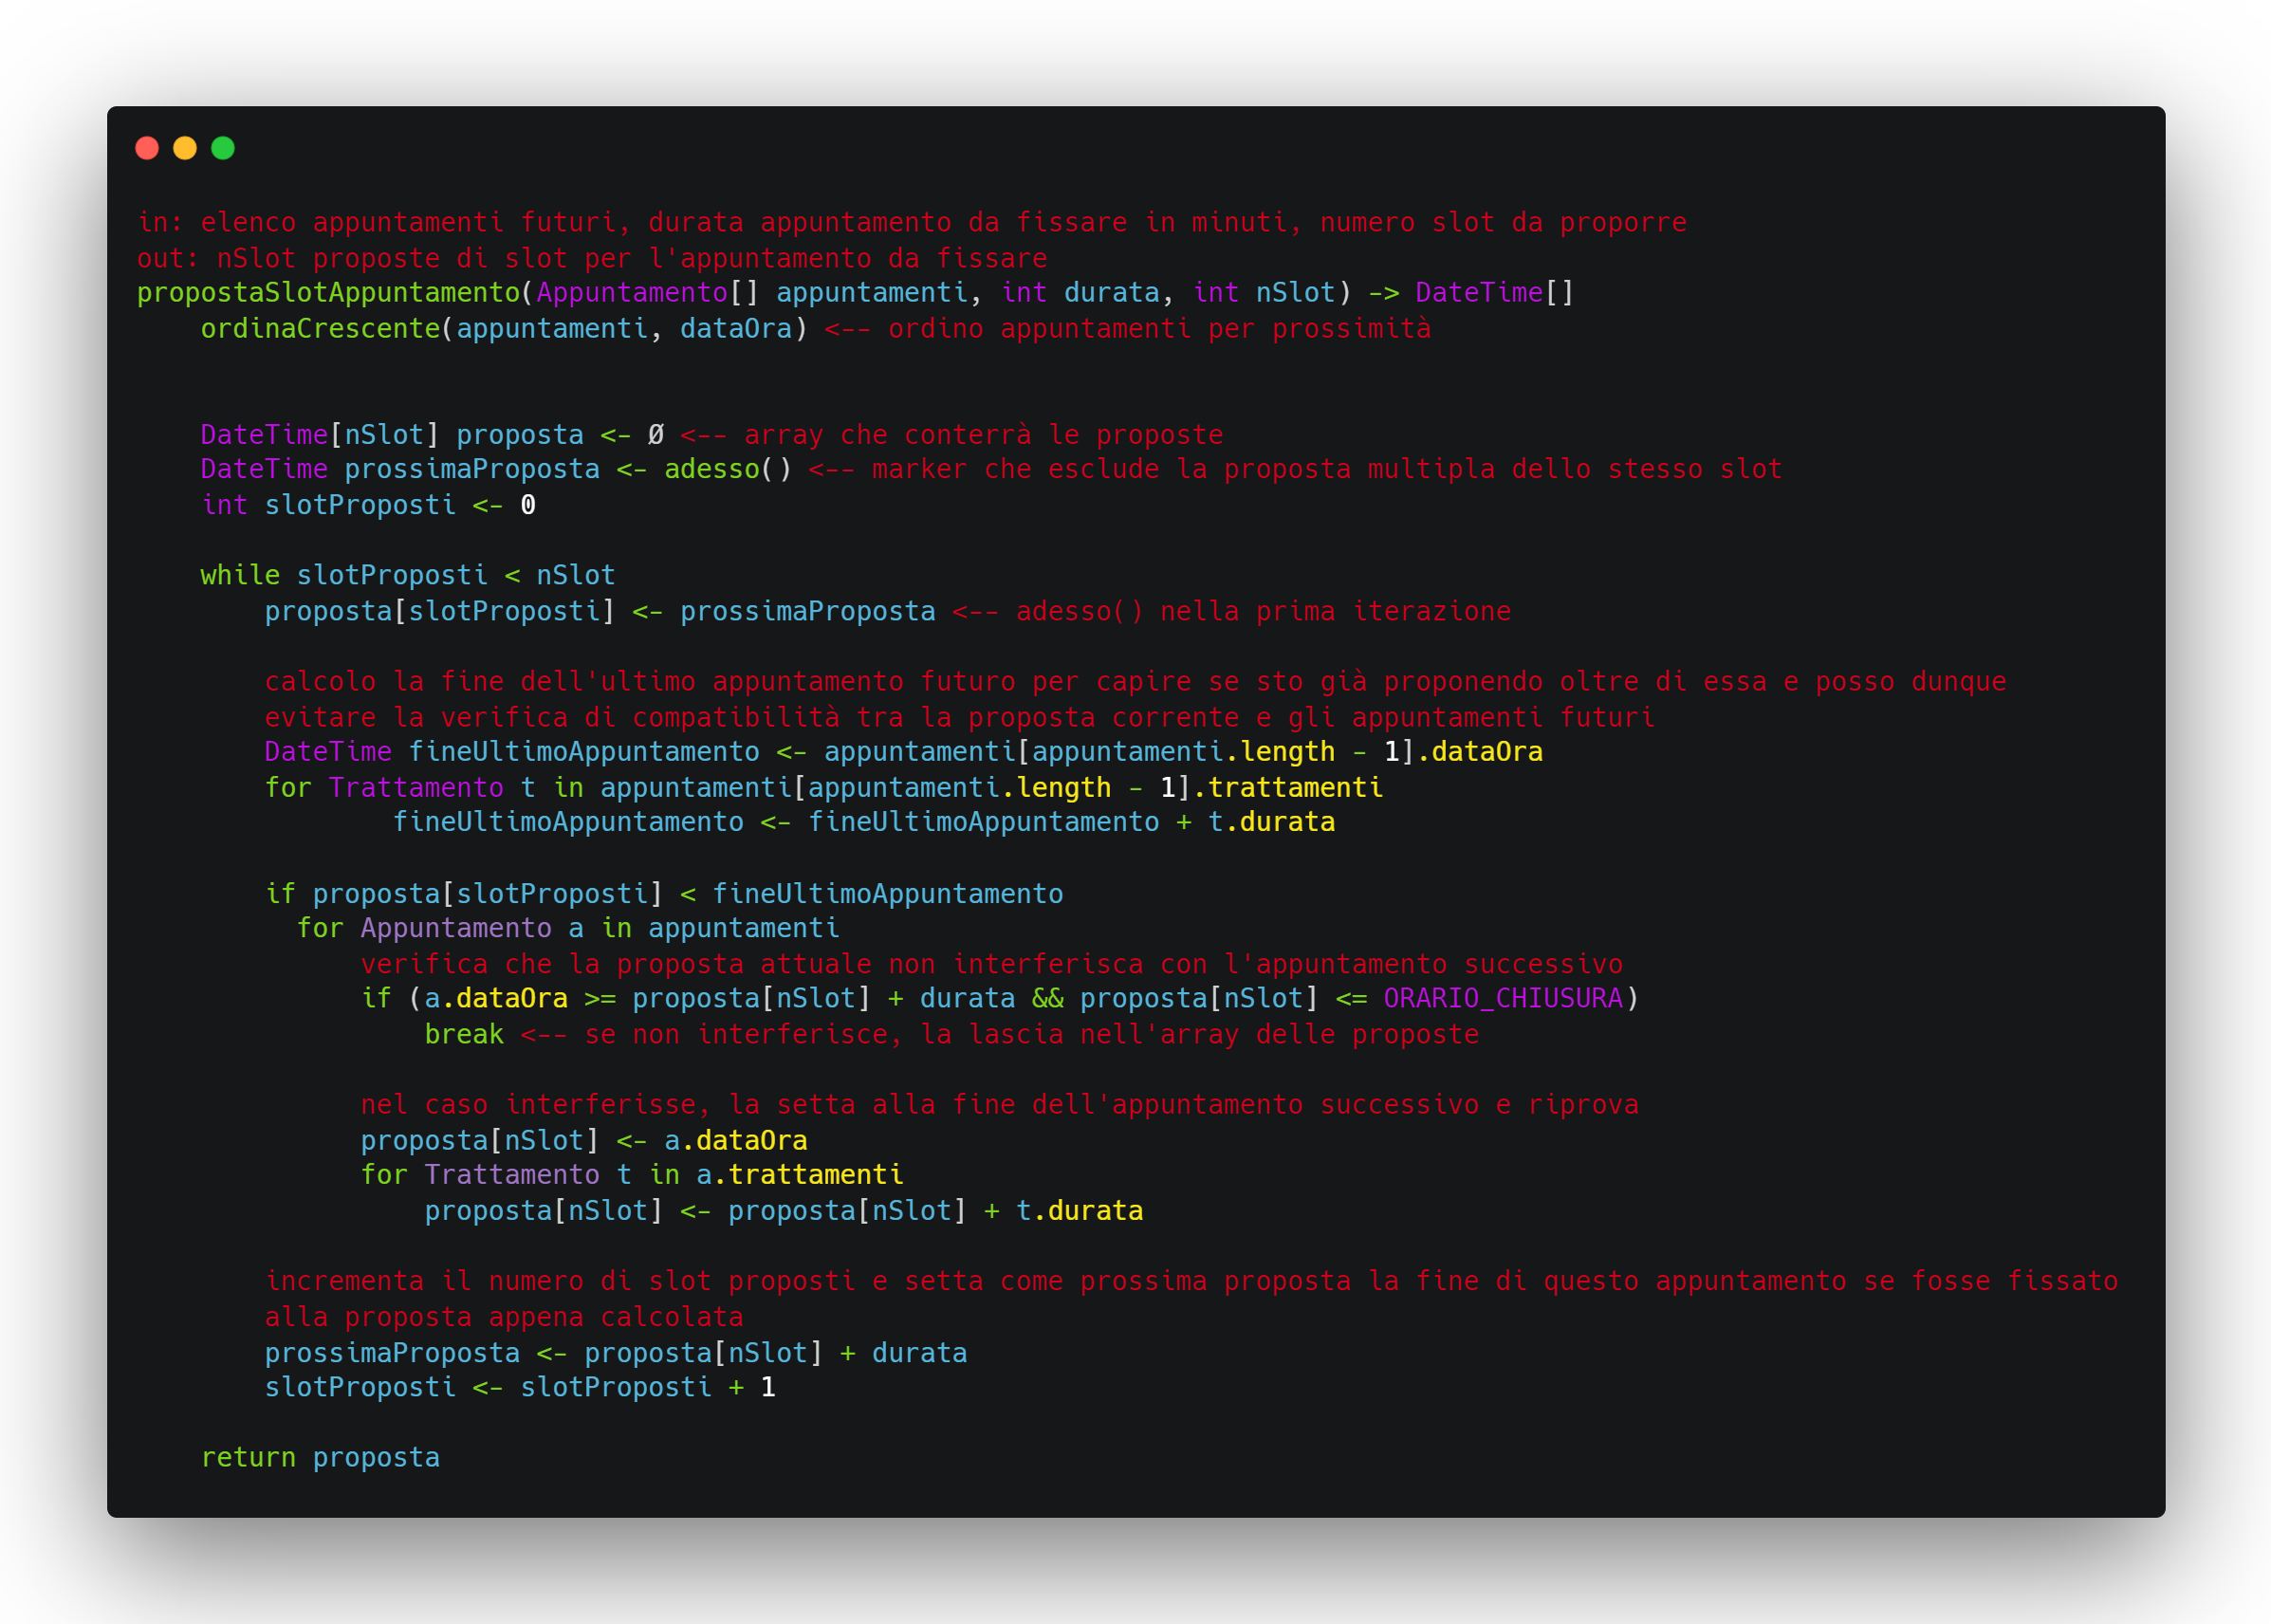 in: elenco appuntamenti futuri, durata appuntamento da fissare in minuti, numero slot da proporre
out: nSlot proposte di slot per l'appuntamento da fissare
propostaSlotAppuntamento(Appuntamento[] appuntamenti, int durata, int nSlot) -> DateTime[]
    ordinaCrescente(appuntamenti, dataOra) <-- ordino appuntamenti per prossimità
    DateTime[nSlot] proposta <- Ø <-- array che conterrà le proposte
    DateTime prossimaProposta <- adesso() <-- marker che esclude la proposta multipla dello stesso slot
    int slotProposti <- 0
    while slotProposti < nSlot
        proposta[slotProposti] <- prossimaProposta <-- adesso() nella prima iterazione
        calcolo la fine dell'ultimo appuntamento futuro per capire se sto già proponendo oltre di essa e posso dunque
        evitare la verifica di compatibilità tra la proposta corrente e gli appuntamenti futuri
        DateTime fineUltimoAppuntamento <- appuntamenti[appuntamenti.length - 1].dataOra
        for Trattamento t in appuntamenti[appuntamenti.length - 1].trattamenti
                fineUltimoAppuntamento <- fineUltimoAppuntamento + t.durata
        if proposta[slotProposti] < fineUltimoAppuntamento
          for Appuntamento a in appuntamenti
              verifica che la proposta attuale non interferisca con l'appuntamento successivo
              if (a.dataOra >= proposta[nSlot] + durata && proposta[nSlot] <= ORARIO_CHIUSURA)
                  break <-- se non interferisce, la lascia nell'array delle proposte
              nel caso interferisse, la setta alla fine dell'appuntamento successivo e riprova
              proposta[nSlot] <- a.dataOra
              for Trattamento t in a.trattamenti
                  proposta[nSlot] <- proposta[nSlot] + t.durata
        incrementa il numero di slot proposti e setta come prossima proposta la fine di questo appuntamento se fosse fissato
        alla proposta appena calcolata
        prossimaProposta <- proposta[nSlot] + durata
        slotProposti <- slotProposti + 1
    return proposta